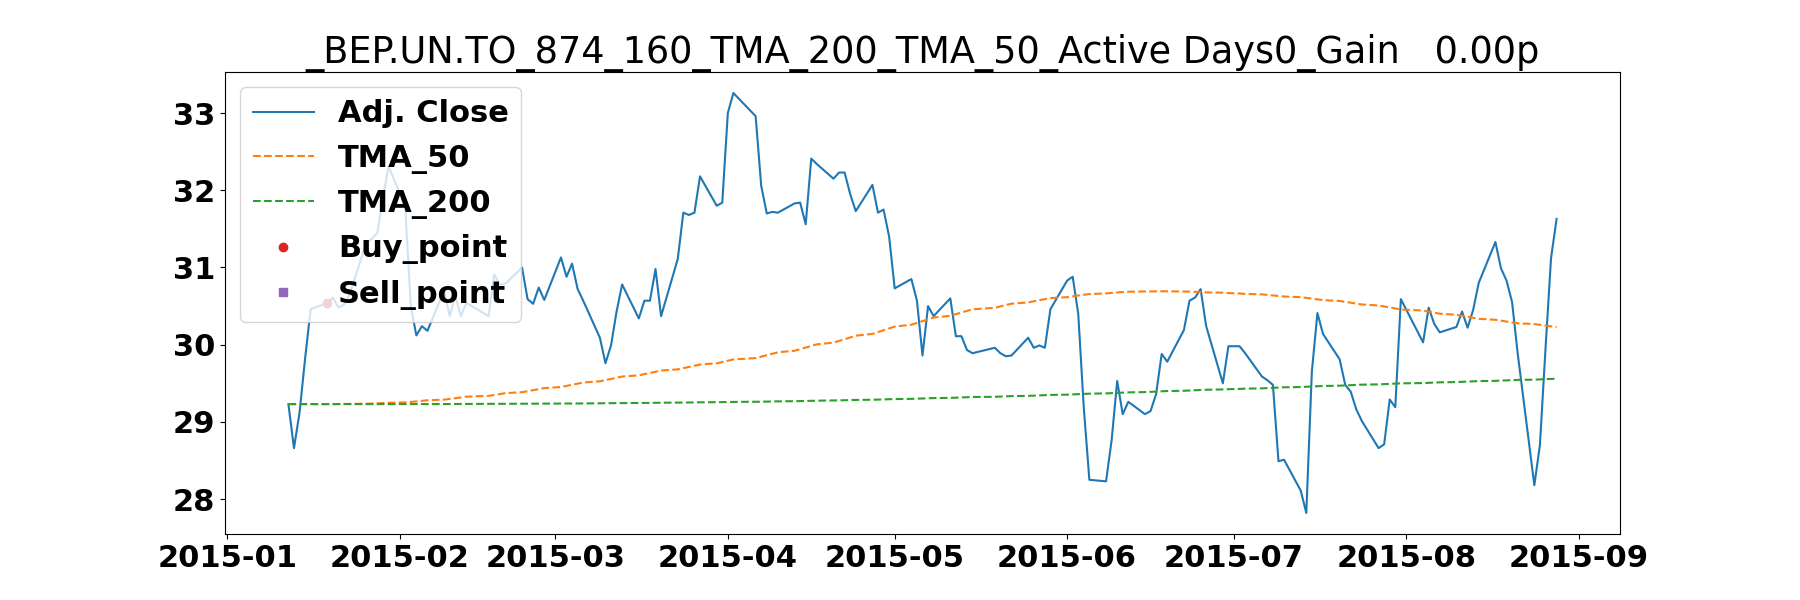 _BEP.UN.TO_874_160_TMA_200_TMA_50_Active Days0_Gain   0.00p
Adj. Close
TMA_50
TMA_200
Buy_point
Sell_point
33
32
31
30
29
28
2015-01 2015-02 2015-03 2015-04 2015-05 2015-06 2015-07 2015-08 2015-09